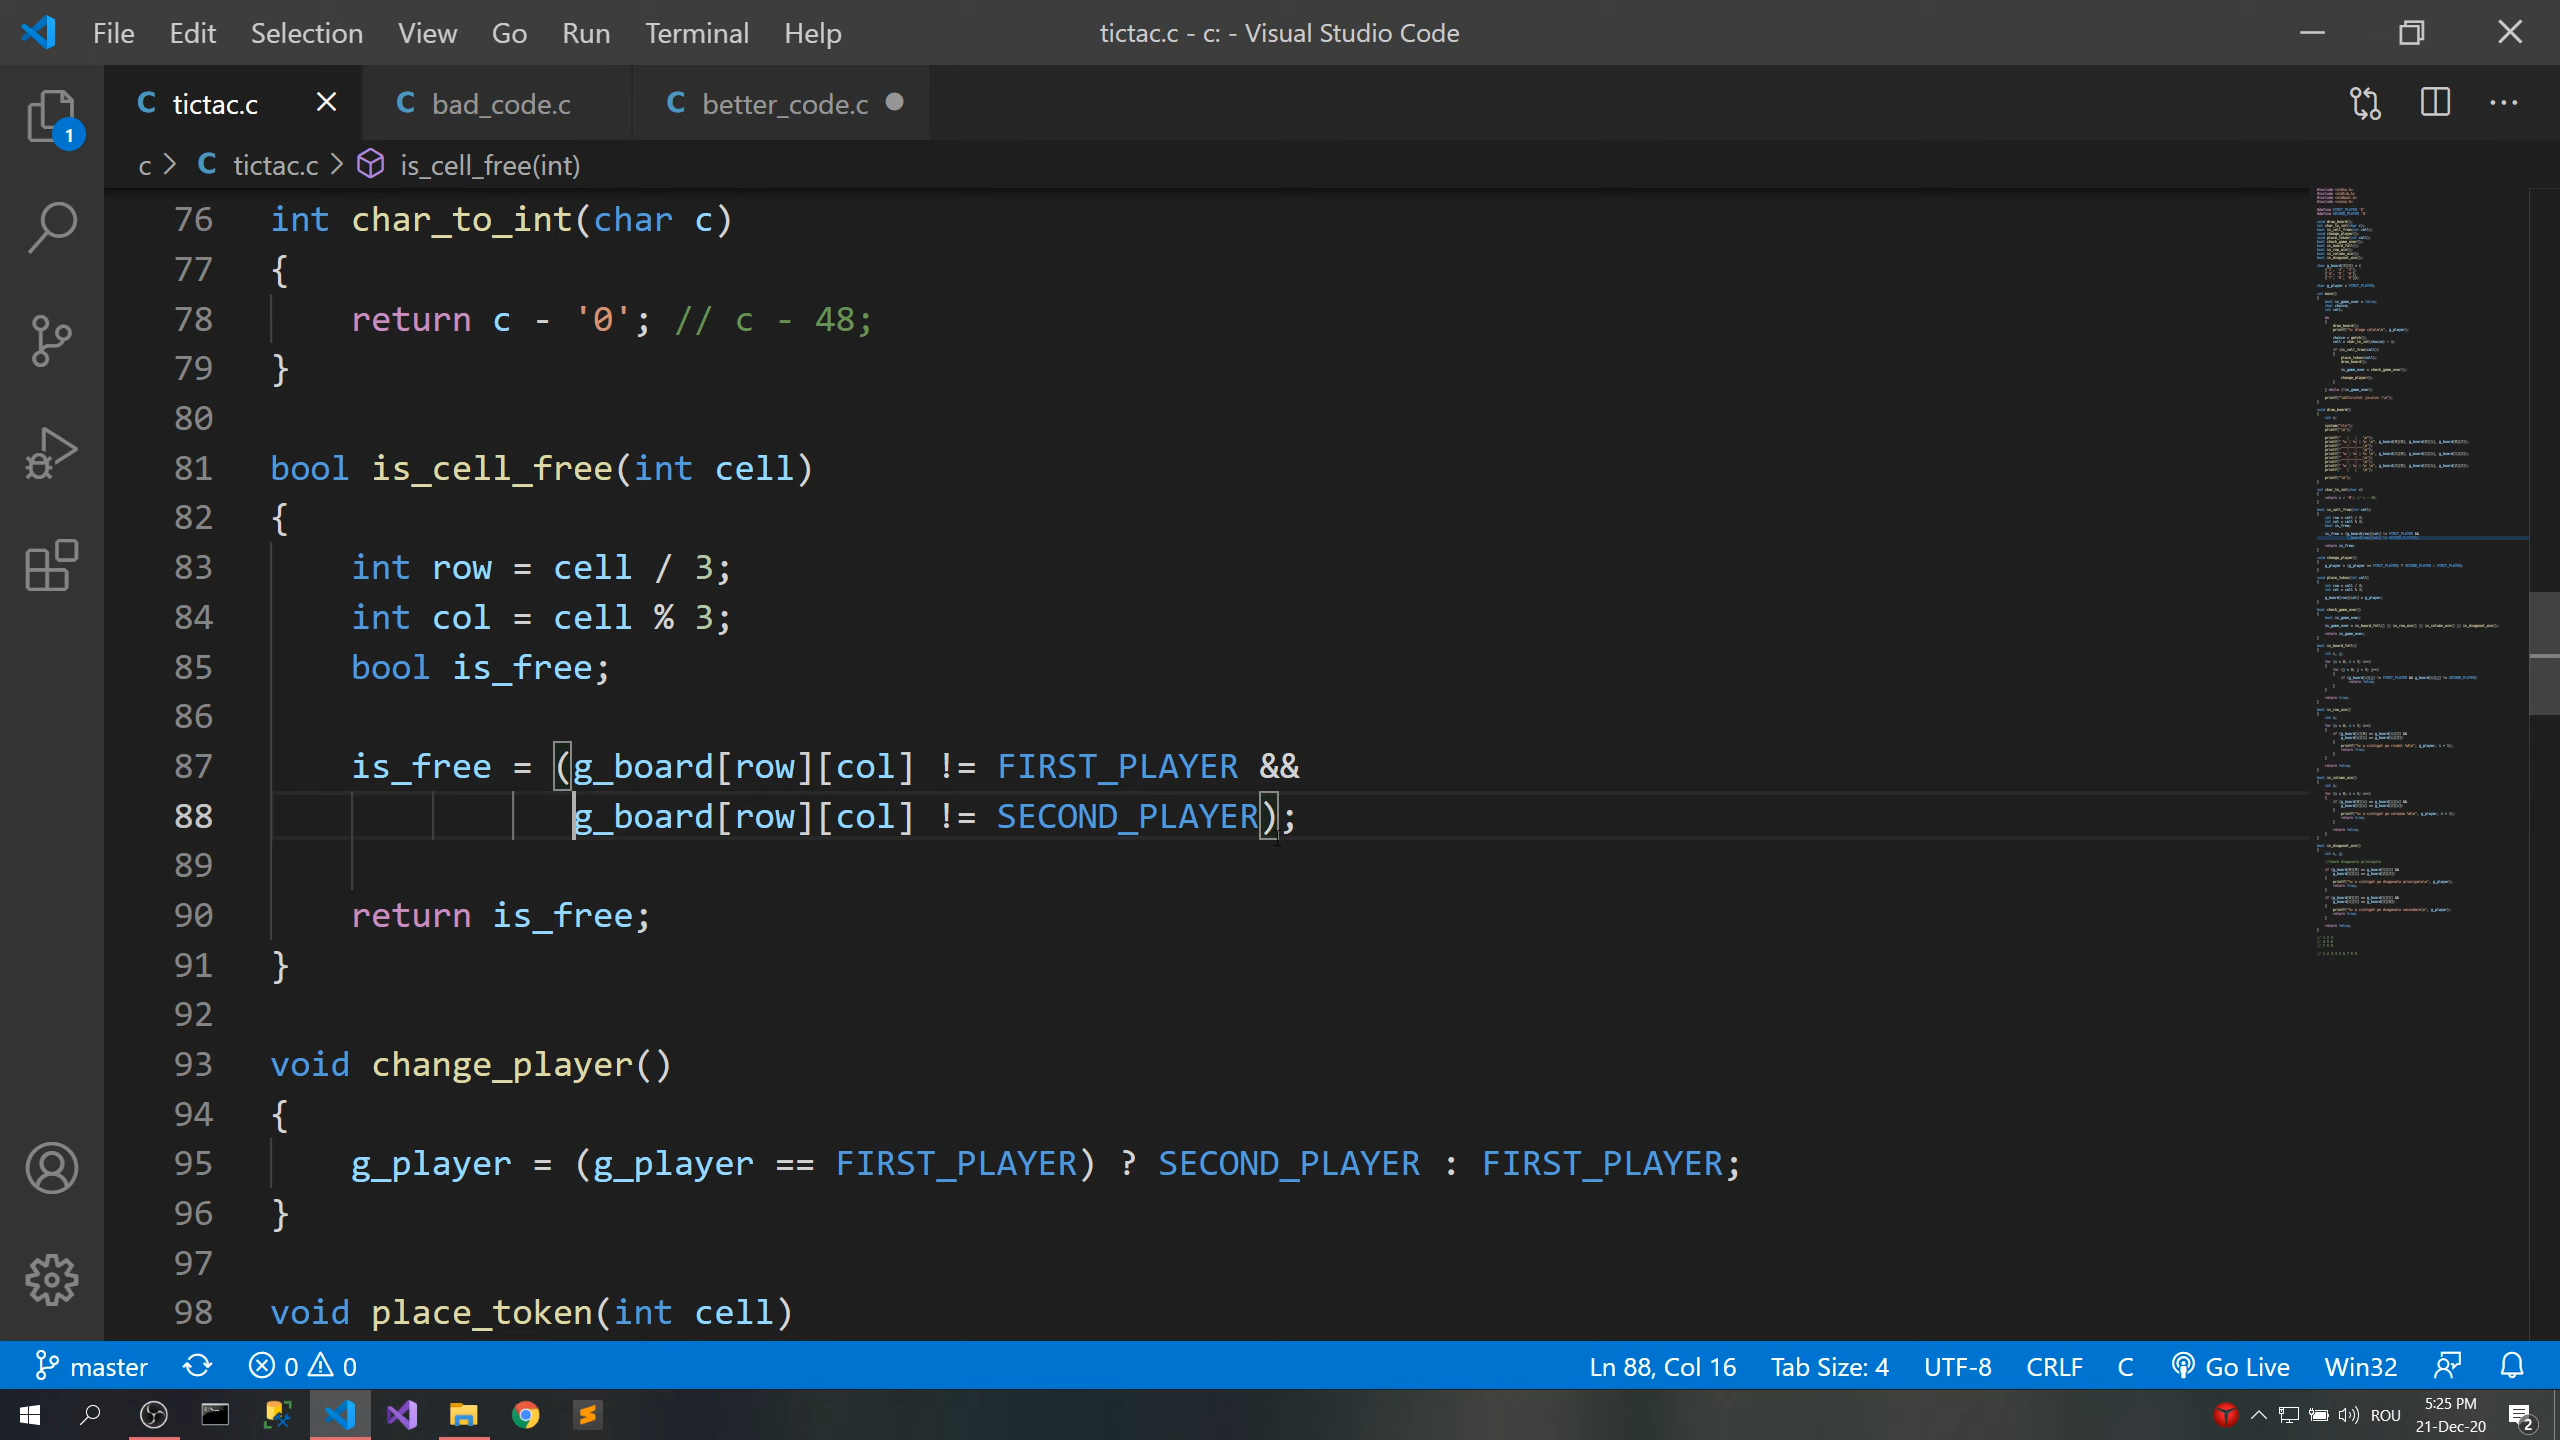 File Edit Selection View Go Run Terminal Help tictac.c - c: - Visual Studio Code
C tictac.c C bad_code.c C better_code.c
1
c > C tictac.c > is_cell_free(int)
76 int char_to_int(char c)
77 {
78 return c - '0'; // c - 48;
79 }
80
81 bool is_cell_free(int cell)
82 {
83 int row = cell / 3;
84 int col = cell % 3;
85 bool is_free;
86
87 is_free = (g_board[row][col] != FIRST_PLAYER &&
88 g_board[row][col] != SECOND_PLAYER);
89
90 return is_free;
91 }
92
93 void change_player()
94 {
95 g_player = (g_player == FIRST_PLAYER) ? SECOND_PLAYER : FIRST_PLAYER;
96 }
97
98 void place_token(int cell)
master 0 0 Ln 88, Col 16 Tab Size: 4 UTF-8 CRLF C Go Live Win32
ROU 5:25 PM
21-Dec-20 2